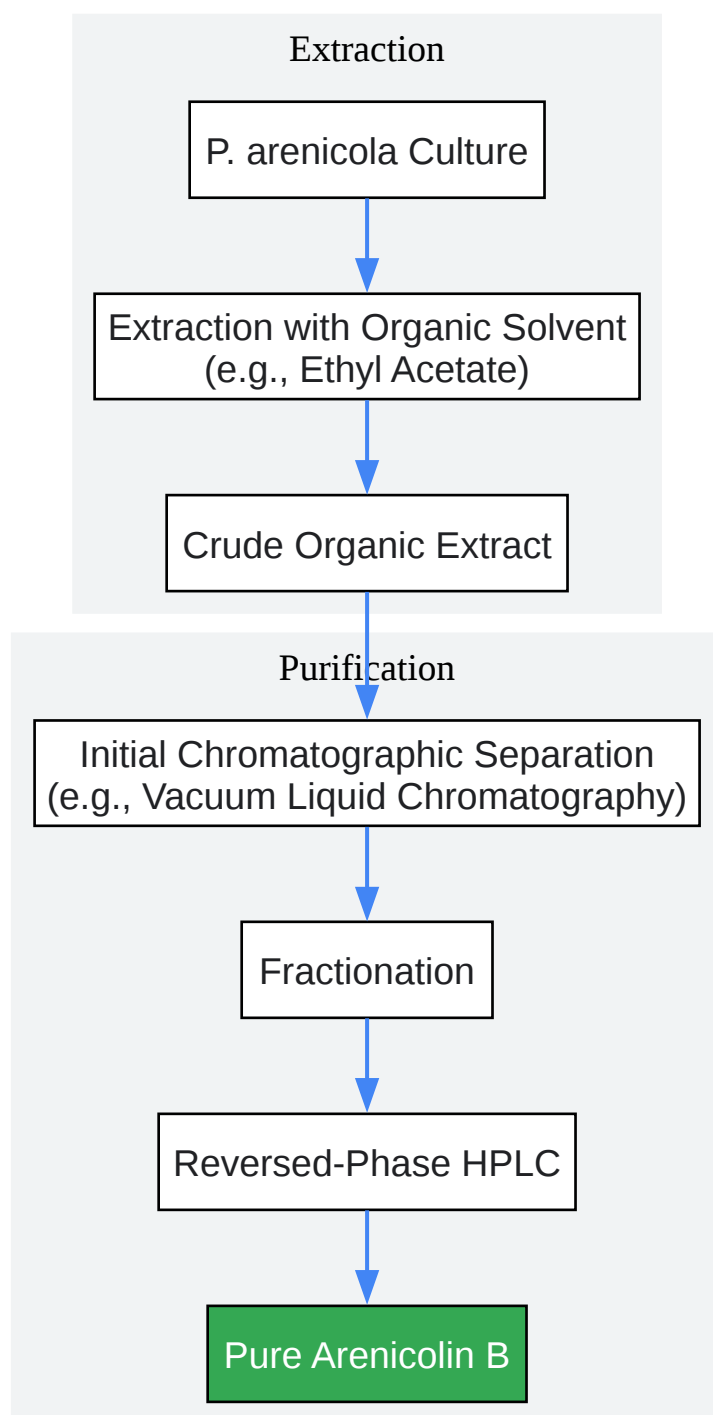 Extraction
P. arenicola Culture
Extraction with Organic Solvent
(e.g., Ethyl Acetate)
Crude Organic Extract
Purification
Initial Chromatographic Separation
(e.g., Vacuum Liquid Chromatography)
Fractionation
Reversed-Phase HPLC
Pure Arenicolin B